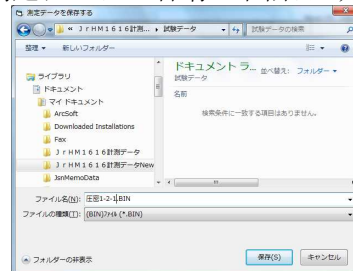 測定データを保存する
« JrHM1616計測... ▸ 試験データ
試験データの検索
整理 ▾ 新しいフォルダー
ライブラリ
ドキュメント
マイ ドキュメント
ArcSoft
Downloaded Installations
Fax
JrHM1616計測データ
JrHM1616計測データNew
JsnMemoData
ドキュメント ラ...
並べ替え: フォルダー ▾
試験データ
名前
検索条件に一致する項目はありません。
ファイル名(N): 圧密1-2-1.BIN
ファイルの種類(T): (BIN)ファイル (*.BIN)
フォルダーの非表示
保存(S)
キャンセル